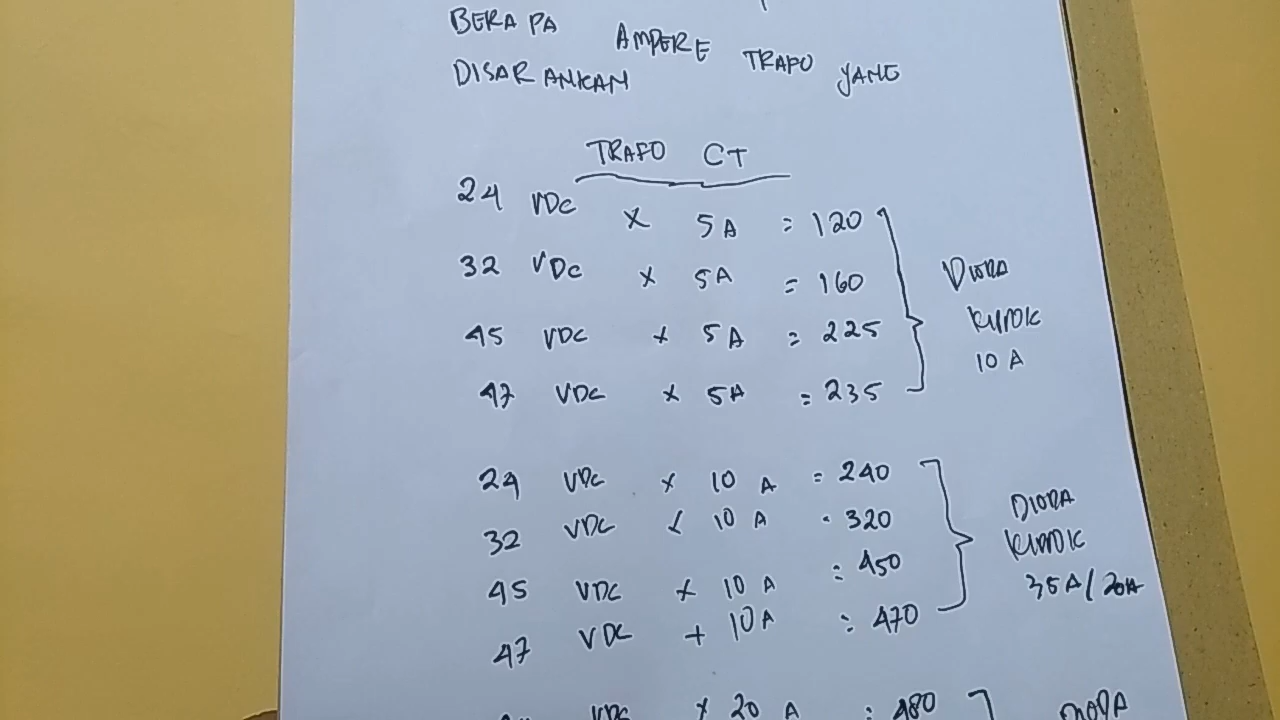 BERAPA AMPERE TRAFO YANG
DISARANKAN
TRAFO CT
24 VDC x 5A = 120
32 VDC x 5A = 160
45 VDC x 5A = 225
47 VDC x 5A = 235
DIODA
KIPROK
10 A
24 VDC x 10 A = 240
32 VDC x 10 A = 320
45 VDC x 10 A = 450
47 VDC + 10A = 470
DIODA
KIPROK
35A/20A
VDC x 20 A = 480
DIODA